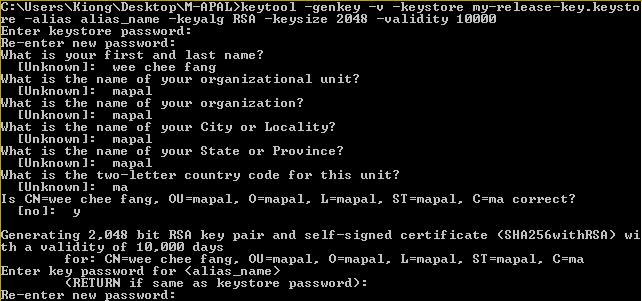 C:\Users\Kiong\Desktop\M-APAL>keytool -genkey -v -keystore my-release-key.keysto
re -alias alias_name -keyalg RSA -keysize 2048 -validity 10000
Enter keystore password:
Re-enter new password:
What is your first and last name?
  [Unknown]:  wee chee fang
What is the name of your organizational unit?
  [Unknown]:  mapal
What is the name of your organization?
  [Unknown]:  mapal
What is the name of your City or Locality?
  [Unknown]:  mapal
What is the name of your State or Province?
  [Unknown]:  mapal
What is the two-letter country code for this unit?
  [Unknown]:  ma
Is CN=wee chee fang, OU=mapal, O=mapal, L=mapal, ST=mapal, C=ma correct?
  [no]:  y
Generating 2,048 bit RSA key pair and self-signed certificate (SHA256withRSA) wi
th a validity of 10,000 days
        for: CN=wee chee fang, OU=mapal, O=mapal, L=mapal, ST=mapal, C=ma
Enter key password for <alias_name>
        (RETURN if same as keystore password):
Re-enter new password: